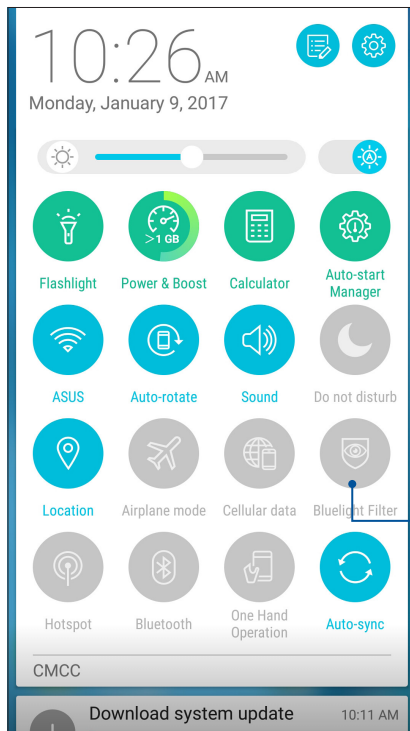 10:26 AM
Monday, January 9, 2017
A
>1 GB
Flashlight
Power & Boost
Calculator
Auto-start
Manager
ASUS
Auto-rotate
Sound
Do not disturb
Location
Airplane mode
Cellular data
Bluelight Filter
Hotspot
Bluetooth
One Hand
Operation
Auto-sync
CMCC
Download system update 10:11 AM